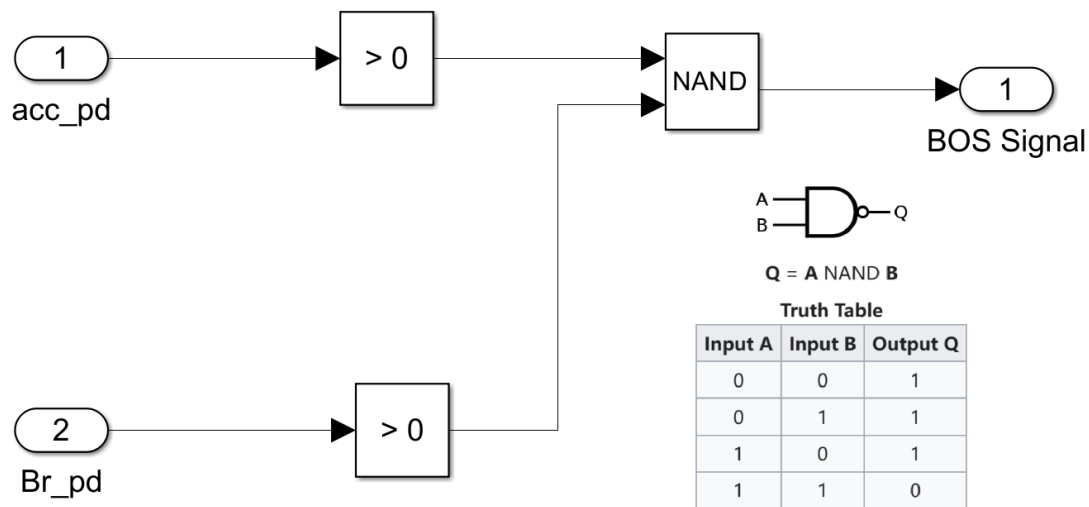 1
acc_pd
> 0
NAND
1
BOS Signal
A
B
Q
Q = A NAND B
Truth Table
Input A Input B Output Q
0 0 1
0 1 1
1 0 1
1 1 0
2
Br_pd
> 0